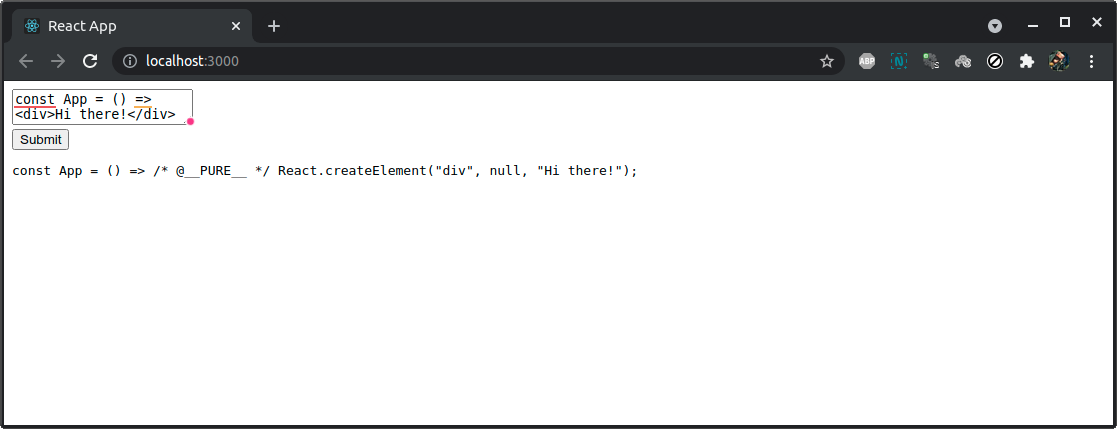 React App
localhost:3000
ABP
N
S
const App = () =>
<div>Hi there!</div>
Submit
const App = () => /* @__PURE__ */ React.createElement("div", null, "Hi there!");